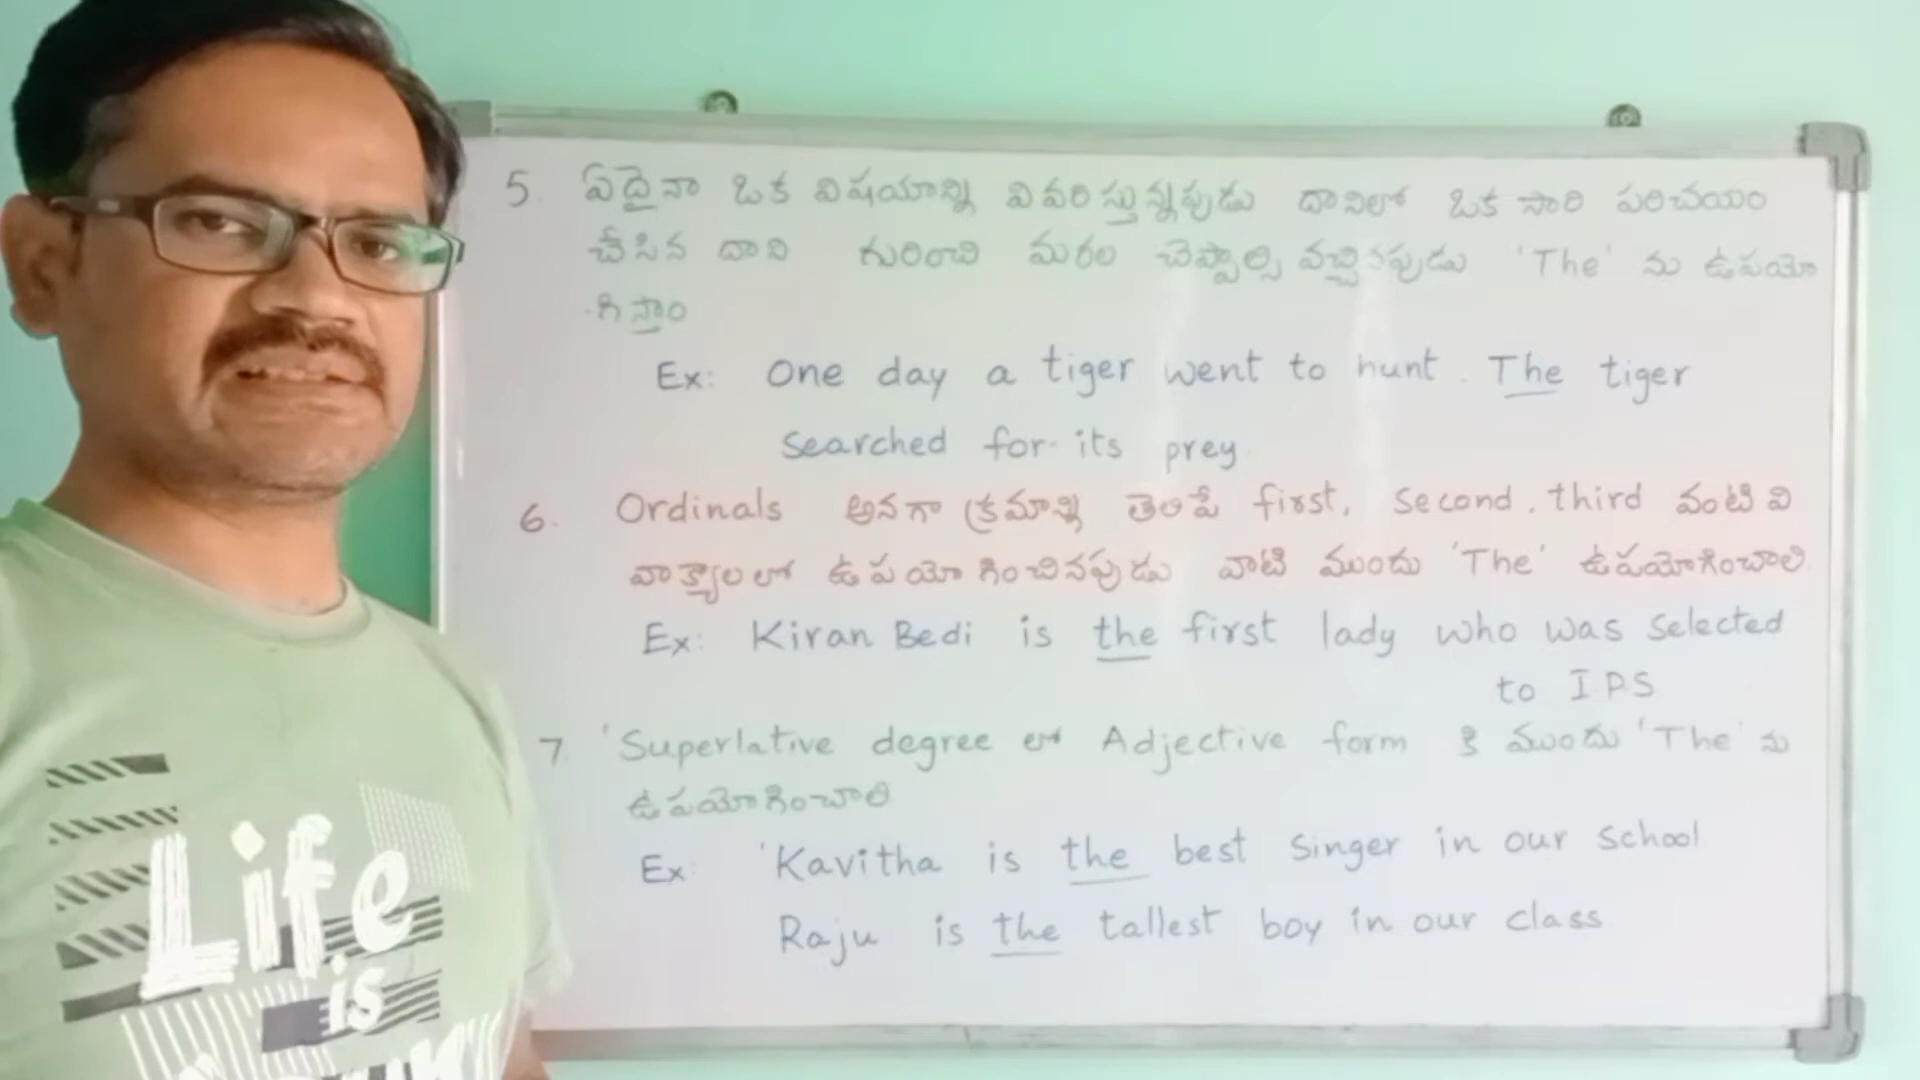 5. ఏదైనా ఒక విషయాన్ని వివరిస్తున్నపుడు దానిలో ఒక సారి పరిచయం
చేసిన దాని గురించి మరల చెప్పాల్సి వచ్చినపుడు 'The' ను ఉపయో
గిస్తాం
Ex: One day a tiger went to hunt. The tiger
searched for its prey.
6. Ordinals అనగా క్రమాన్ని తెలిపే first, second, third వంటివి
వాక్యాలలో ఉపయోగించినపుడు వాటి ముందు 'The' ఉపయోగించాలి.
Ex: Kiran Bedi is the first lady who was selected
to IPS
7. 'Superlative degree లో Adjective form కి ముందు 'The' ను
ఉపయోగించాలి
Ex: 'Kavitha is the best singer in our school
Raju is the tallest boy in our class
Life
is